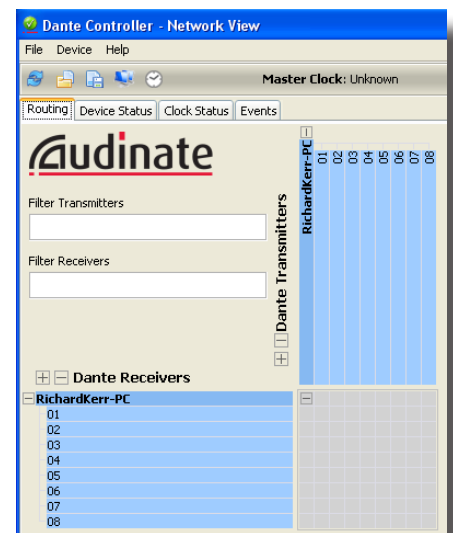 Dante Controller - Network View
File Device Help
Master Clock: Unknown
Routing Device Status Clock Status Events
Audinate
Filter Transmitters
Filter Receivers
Dante Transmitters
RichardKerr-PC
01
02
03
04
05
06
07
08
Dante Receivers
RichardKerr-PC
01
02
03
04
05
06
07
08